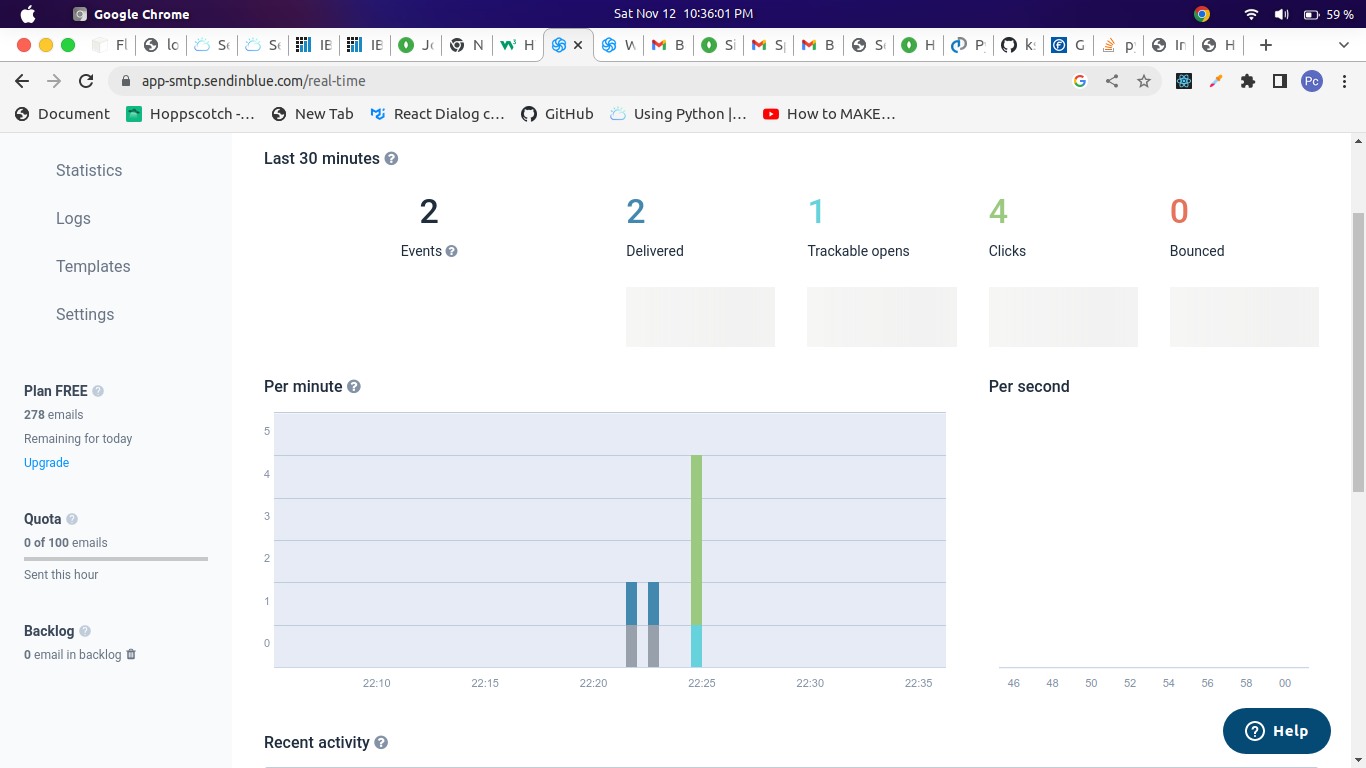 Google Chrome
Sat Nov 12 10:36:01 PM
59 %
Fl
lo
Se
Se
IB
IB
Jo
N
H
W
B
Si
Sp
B
Se
H
P
ks
G
py
In
H
app-smtp.sendinblue.com/real-time
Pc
Document
Hoppscotch -...
New Tab
React Dialog c...
GitHub
Using Python |...
How to MAKE...
Statistics
Logs
Templates
Settings
Plan FREE ?
278 emails
Remaining for today
Upgrade
Quota ?
0 of 100 emails
Sent this hour
Backlog ?
0 email in backlog
Last 30 minutes ?
2
2
1
4
0
Events ?
Delivered
Trackable opens
Clicks
Bounced
Per minute ?
5
4
3
2
1
0
22:10
22:15
22:20
22:25
22:30
22:35
Per second
46
48
50
52
54
56
58
00
Recent activity ?
? Help